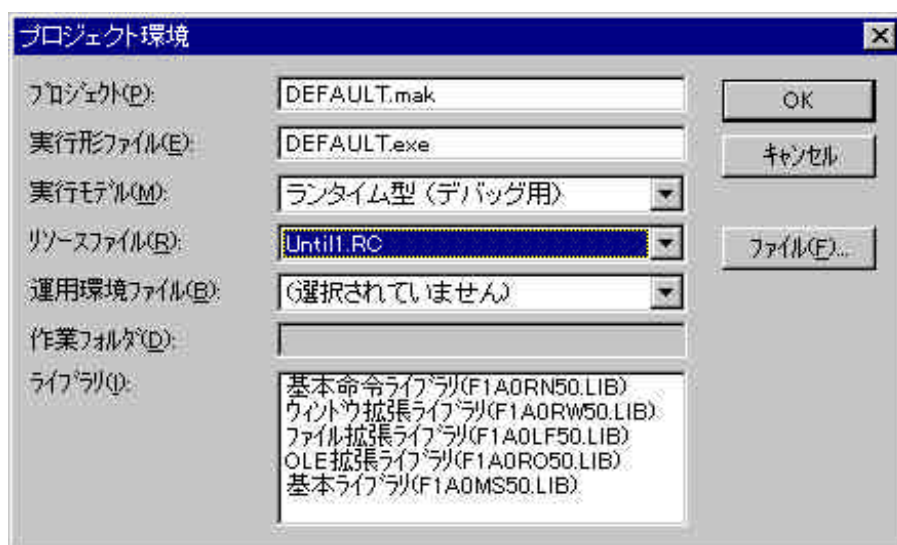 プロジェクト環境
ﾌﾟﾛｼﾞｪｸﾄ(P): DEFAULT.mak OK
実行形ﾌｧｲﾙ(E): DEFAULT.exe ｷｬﾝｾﾙ
実行ﾓﾃﾞﾙ(M): ランタイム型（デバッグ用）
ﾘｿｰｽﾌｧｲﾙ(R): Until1.RC ﾌｧｲﾙ(F)...
運用環境ﾌｧｲﾙ(B): (選択されていません)
作業ﾌｫﾙﾀﾞ(D):
ﾗｲﾌﾞﾗﾘ(I): 基本命令ﾗｲﾌﾞﾗﾘ(F1A0RN50.LIB)
ｳｨﾝﾄﾞｳ拡張ﾗｲﾌﾞﾗﾘ(F1A0RW50.LIB)
ﾌｧｲﾙ拡張ﾗｲﾌﾞﾗﾘ(F1A0LF50.LIB)
OLE拡張ﾗｲﾌﾞﾗﾘ(F1A0RO50.LIB)
基本ﾗｲﾌﾞﾗﾘ(F1A0MS50.LIB)